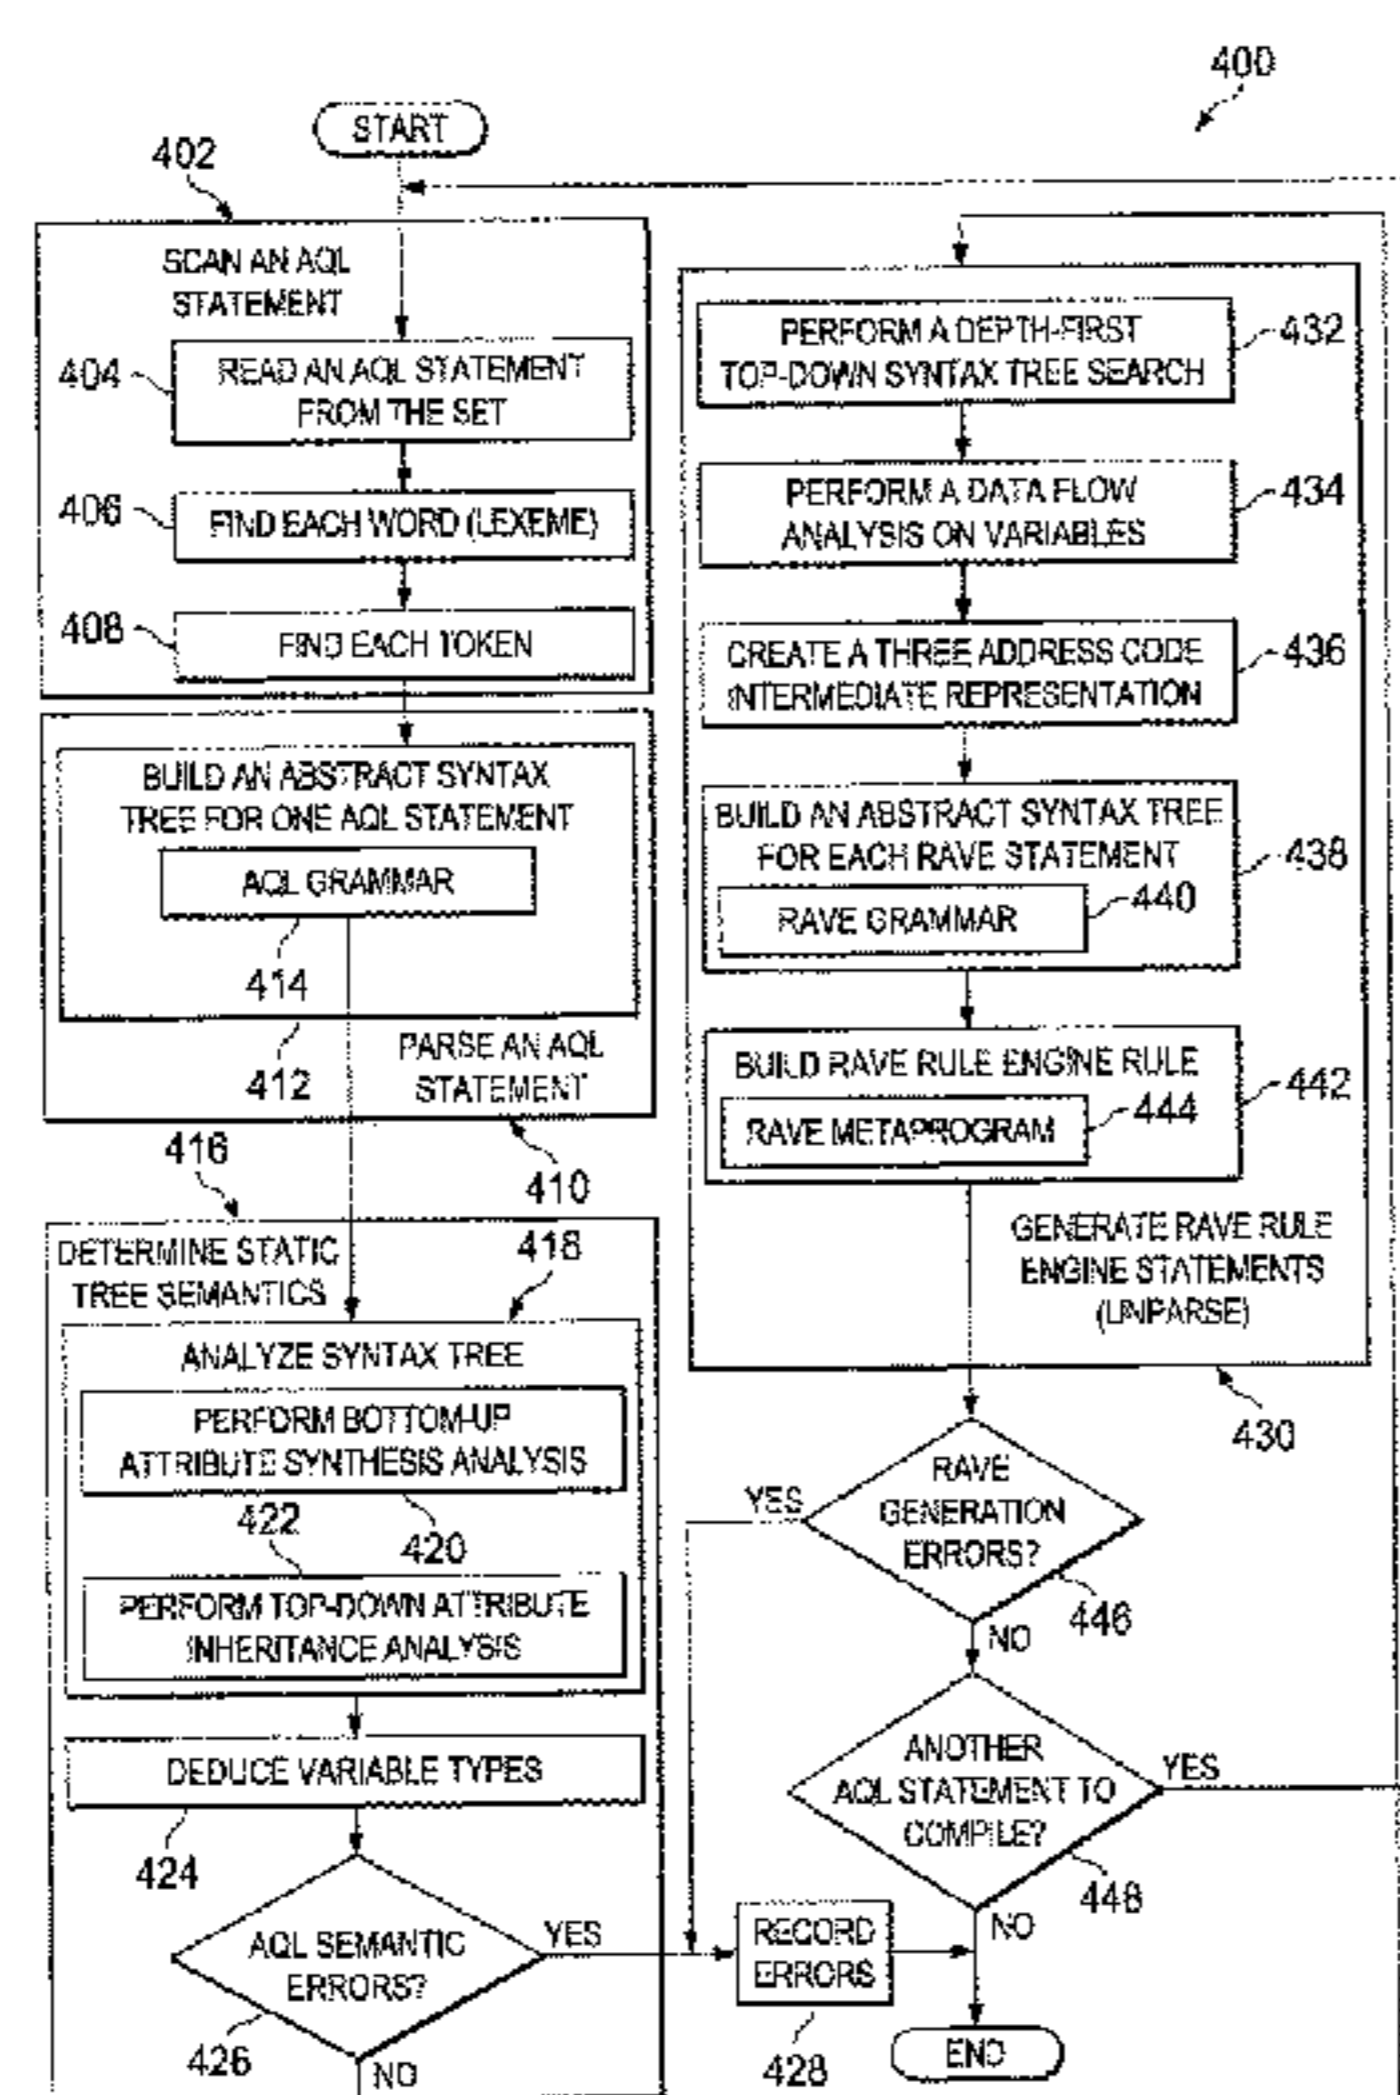 400
START
402
SCAN AN AQL
STATEMENT
404
READ AN AQL STATEMENT
FROM THE SET
406
FIND EACH WORD (LEXEME)
408
FIND EACH TOKEN
BUILD AN ABSTRACT SYNTAX
TREE FOR ONE AQL STATEMENT
AQL GRAMMAR
414
412
PARSE AN AQL
STATEMENT
410
416
DETERMINE STATIC
TREE SEMANTICS
418
ANALYZE SYNTAX TREE
PERFORM BOTTOM-UP
ATTRIBUTE SYNTHESIS ANALYSIS
422
420
PERFORM TOP-DOWN ATTRIBUTE
INHERITANCE ANALYSIS
DEDUCE VARIABLE TYPES
424
AQL SEMANTIC
ERRORS?
YES
426
NO
PERFORM A DEPTH-FIRST
TOP-DOWN SYNTAX TREE SEARCH
432
PERFORM A DATA FLOW
ANALYSIS ON VARIABLES
434
CREATE A THREE ADDRESS CODE
INTERMEDIATE REPRESENTATION
436
BUILD AN ABSTRACT SYNTAX TREE
FOR EACH RAVE STATEMENT
438
RAVE GRAMMAR
440
BUILD RAVE RULE ENGINE RULE
442
RAVE METAPROGRAM
444
GENERATE RAVE RULE
ENGINE STATEMENTS
(UNPARSE)
430
YES
RAVE
GENERATION
ERRORS?
446
NO
ANOTHER
AQL STATEMENT TO
COMPILE?
YES
448
NO
RECORD
ERRORS
428
END